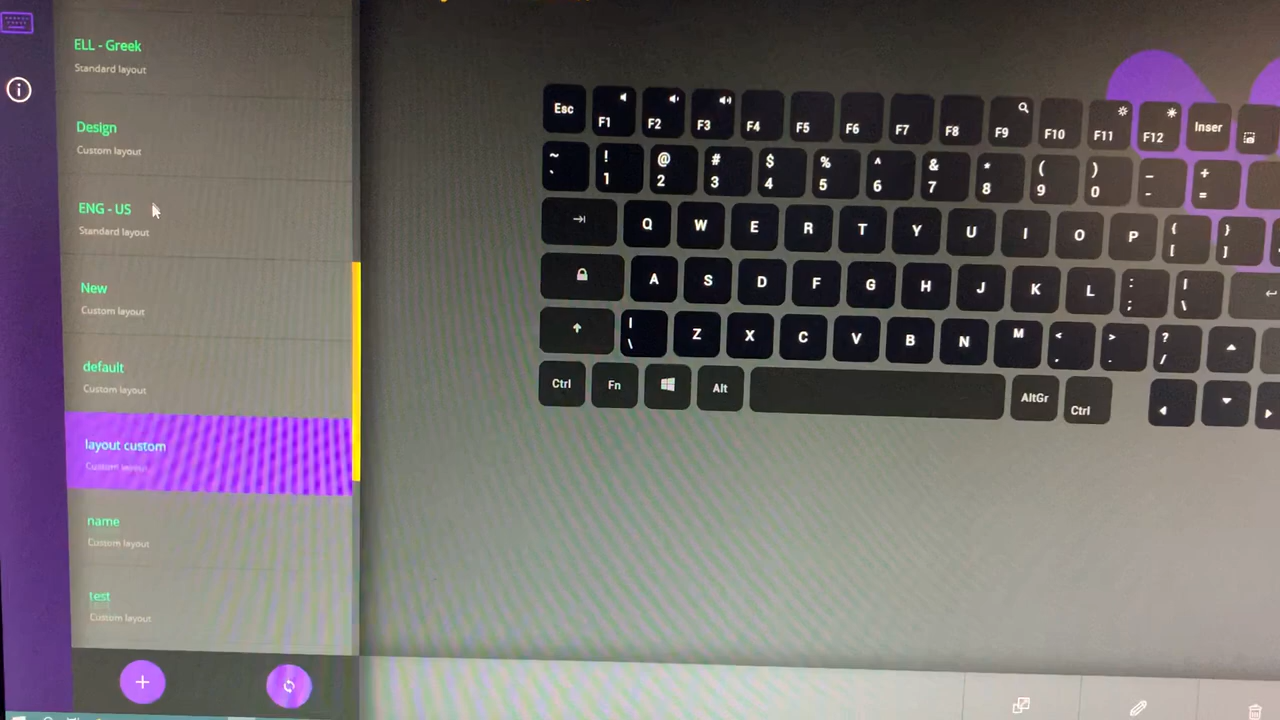 ELL - Greek
Standard layout
Design
Custom layout
ENG - US
Standard layout
New
Custom layout
default
Custom layout
layout custom
Custom layout
name
Custom layout
test
Custom layout
Esc F1 F2 F3 F4 F5 F6 F7 F8 F9 F10 F11 F12 Inser
~ ! @ # $ % ^ & * ( ) _ +
` 1 2 3 4 5 6 7 8 9 0 - =
Q W E R T Y U I O P { }
[ ]
A S D F G H J K L : |
; \
| Z X C V B N M < > ?
\ , . /
Ctrl Fn Alt AltGr Ctrl